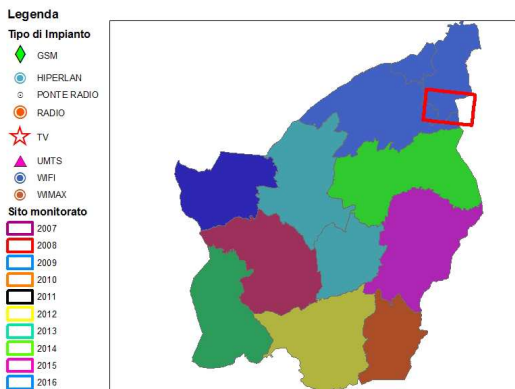 Legenda
Tipo di Impianto
GSM
HIPERLAN
PONTE RADIO
RADIO
TV
UMTS
WIFI
WIMAX
Sito monitorato
2007
2008
2009
2010
2011
2012
2013
2014
2015
2016